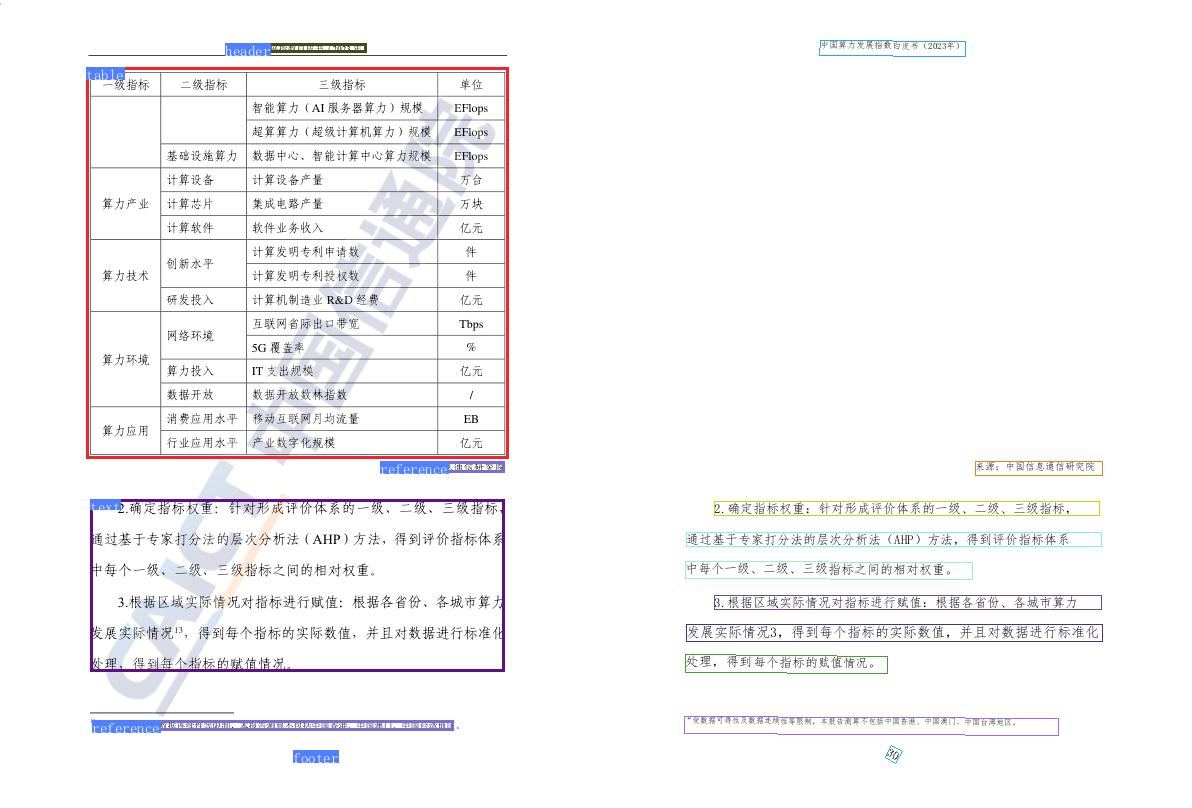 header
中国算力发展指数白皮书（2023年）
table
一级指标 二级指标 三级指标 单位
智能算力（AI 服务器算力）规模 EFlops
超算算力（超级计算机算力）规模 EFlops
基础设施算力 数据中心、智能计算中心算力规模 EFlops
算力产业 计算设备 计算设备产量 万台
计算芯片 集成电路产量 万块
计算软件 软件业务收入 亿元
算力技术 创新水平 计算发明专利申请数 件
计算发明专利授权数 件
研发投入 计算机制造业 R&D 经费 亿元
算力环境 网络环境 互联网省际出口带宽 Tbps
5G 覆盖率 %
算力投入 IT 支出规模 亿元
数据开放 数据开放数林指数 /
算力应用 消费应用水平 移动互联网月均流量 EB
行业应用水平 产业数字化规模 亿元
CAICT 中国信通院
reference
text
2.确定指标权重：针对形成评价体系的一级、二级、三级指标，
通过基于专家打分法的层次分析法（AHP）方法，得到评价指标体系
中每个一级、二级、三级指标之间的相对权重。
3.根据区域实际情况对指标进行赋值：根据各省份、各城市算力
发展实际情况¹³，得到每个指标的实际数值，并且对数据进行标准化
处理，得到每个指标的赋值情况。
reference
footer
来源：中国信息通信研究院
2.确定指标权重：针对形成评价体系的一级、二级、三级指标，
通过基于专家打分法的层次分析法（AHP）方法，得到评价指标体系
中每个一级、二级、三级指标之间的相对权重。
3.根据区域实际情况对指标进行赋值：根据各省份、各城市算力
发展实际情况3，得到每个指标的实际数值，并且对数据进行标准化
处理，得到每个指标的赋值情况。
受数据可得性及数据连续性等限制，本报告测算不包括中国香港、中国澳门、中国台湾地区。
30